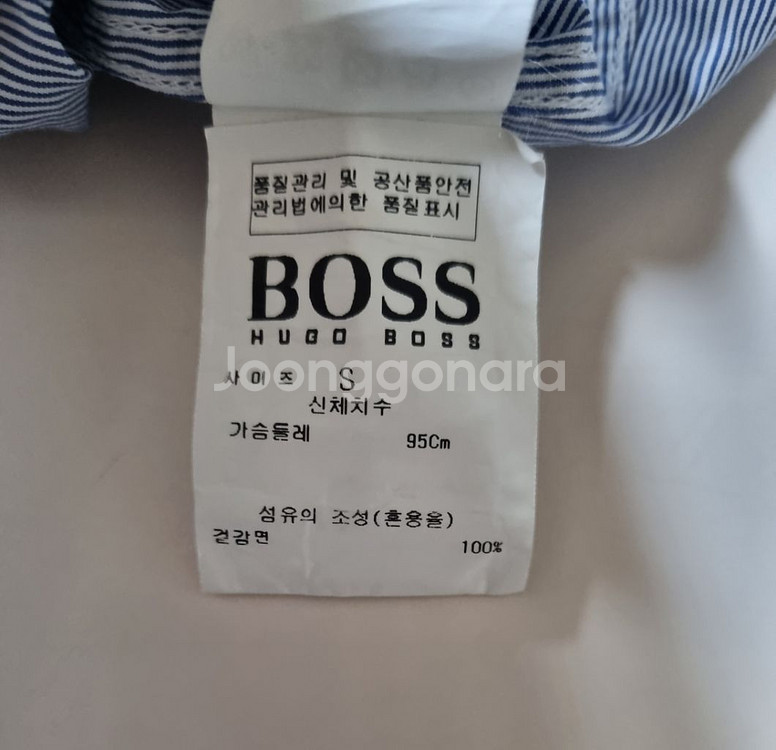 품질관리 및 공산품안전
관리법에의한 품질표시
BOSS
HUGO BOSS
사이즈 S
Joonggonara
신체치수
가슴둘레 95Cm
섬유의 조성(혼용율)
겉감면 100%